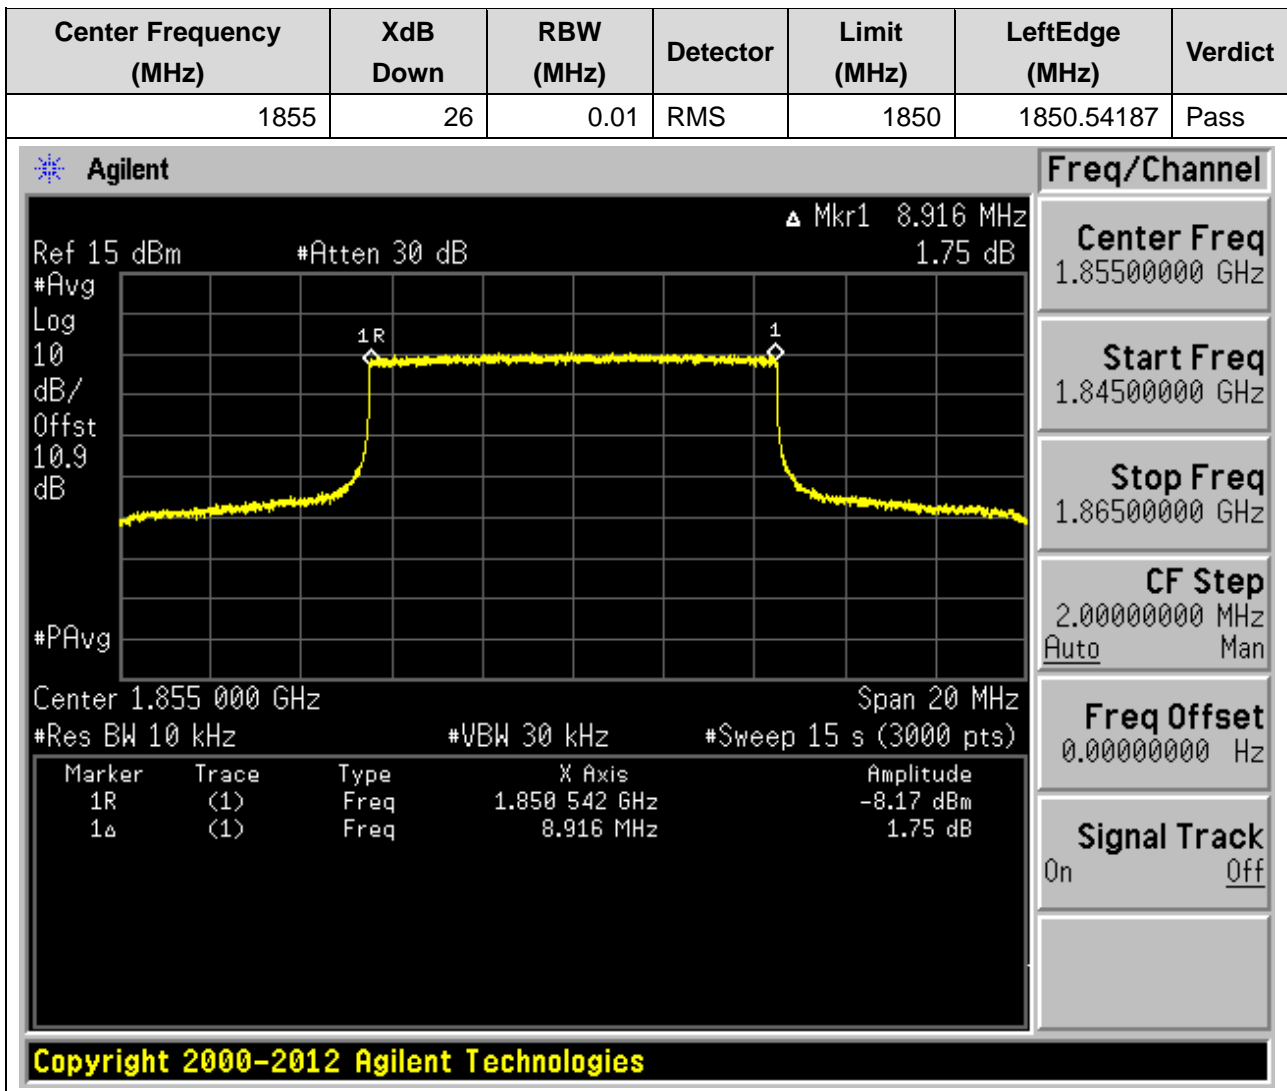 Center Frequency (MHz) XdB Down RBW (MHz) Detector Limit (MHz) LeftEdge (MHz) Verdict
1855 26 0.01 RMS 1850 1850.54187 Pass
Agilent
Freq/Channel
Δ Mkr1 8.916 MHz
Ref 15 dBm #Atten 30 dB 1.75 dB
#Avg
Log
10
dB/
Offst
10.9
dB
#PAvg
1R
1
Center 1.855 000 GHz Span 20 MHz
#Res BW 10 kHz #VBW 30 kHz #Sweep 15 s (3000 pts)
Marker Trace Type X Axis Amplitude
1R (1) Freq 1.850 542 GHz -8.17 dBm
1Δ (1) Freq 8.916 MHz 1.75 dB
Center Freq
1.85500000 GHz
Start Freq
1.84500000 GHz
Stop Freq
1.86500000 GHz
CF Step
2.00000000 MHz
Auto Man
Freq Offset
0.00000000 Hz
Signal Track
On Off
Copyright 2000-2012 Agilent Technologies